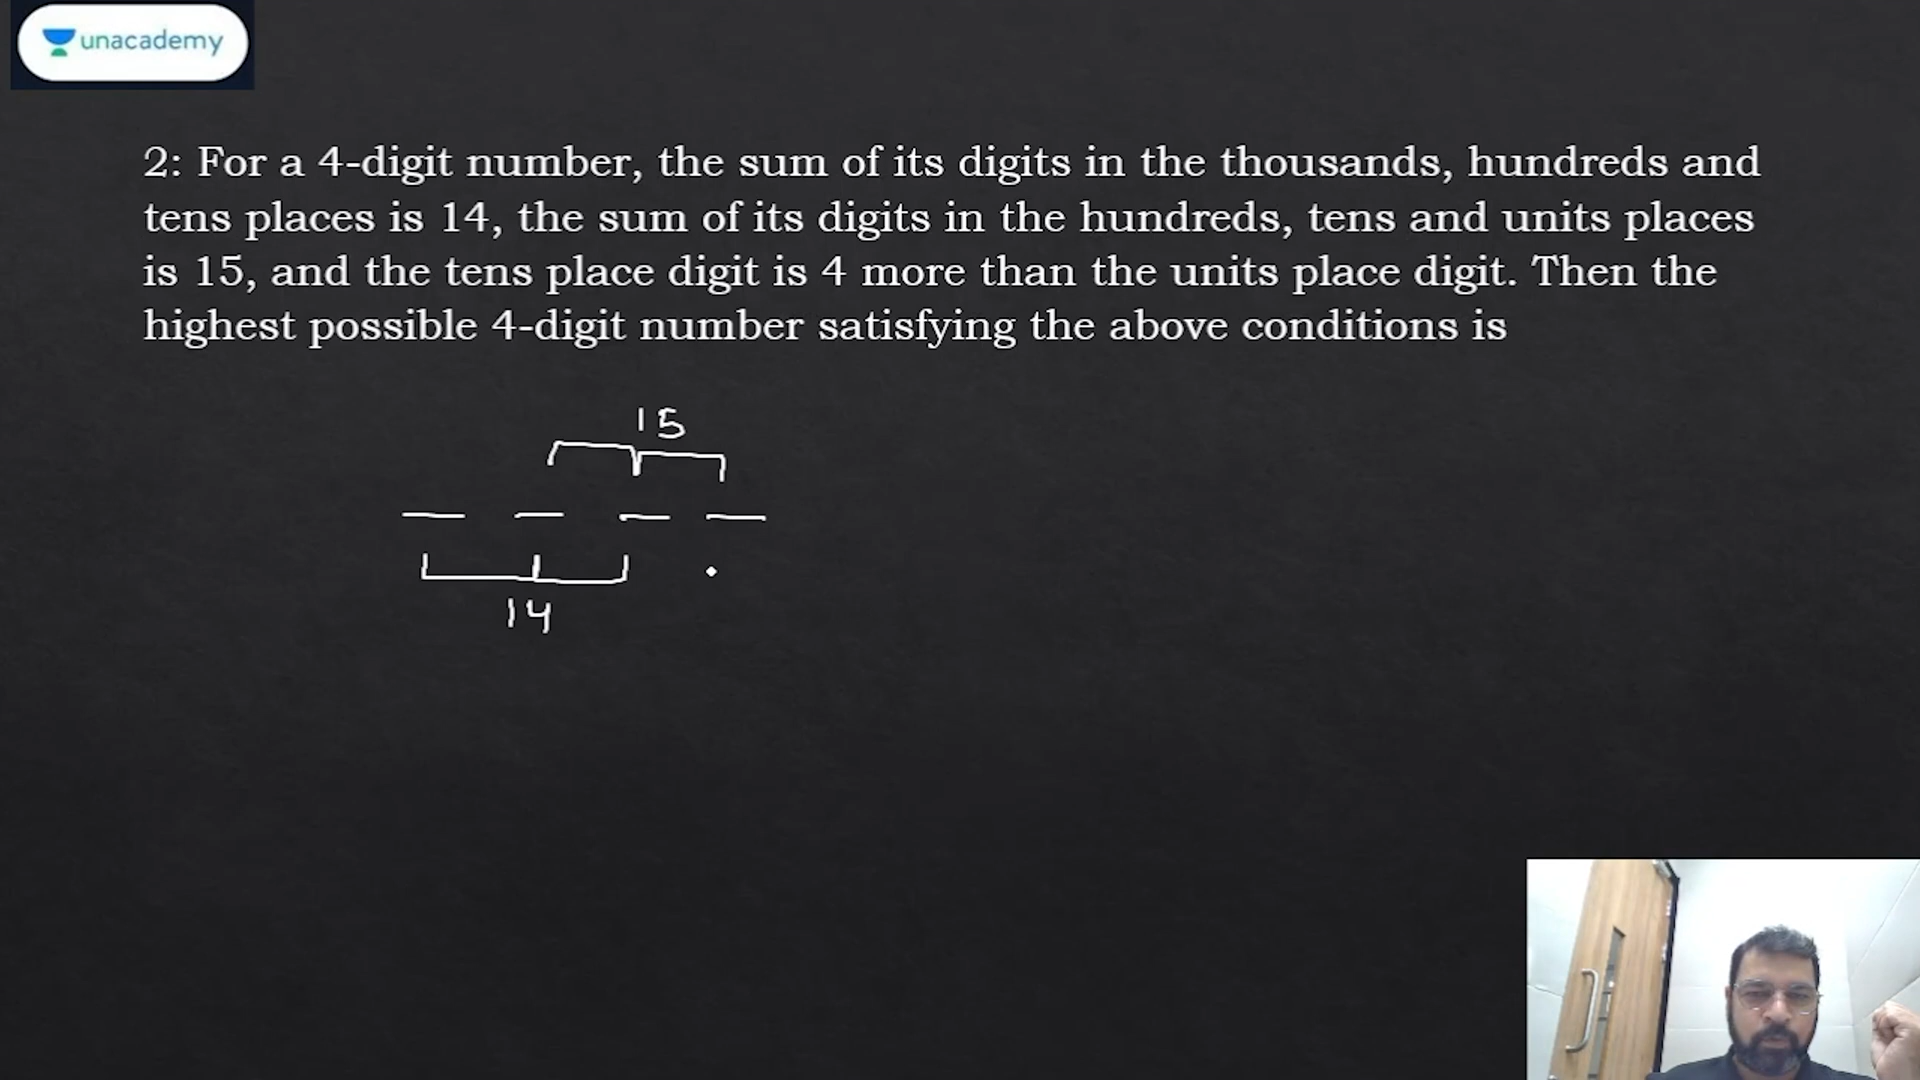 unacademy
2: For a 4-digit number, the sum of its digits in the thousands, hundreds and
tens places is 14, the sum of its digits in the hundreds, tens and units places
is 15, and the tens place digit is 4 more than the units place digit. Then the
highest possible 4-digit number satisfying the above conditions is
15
14